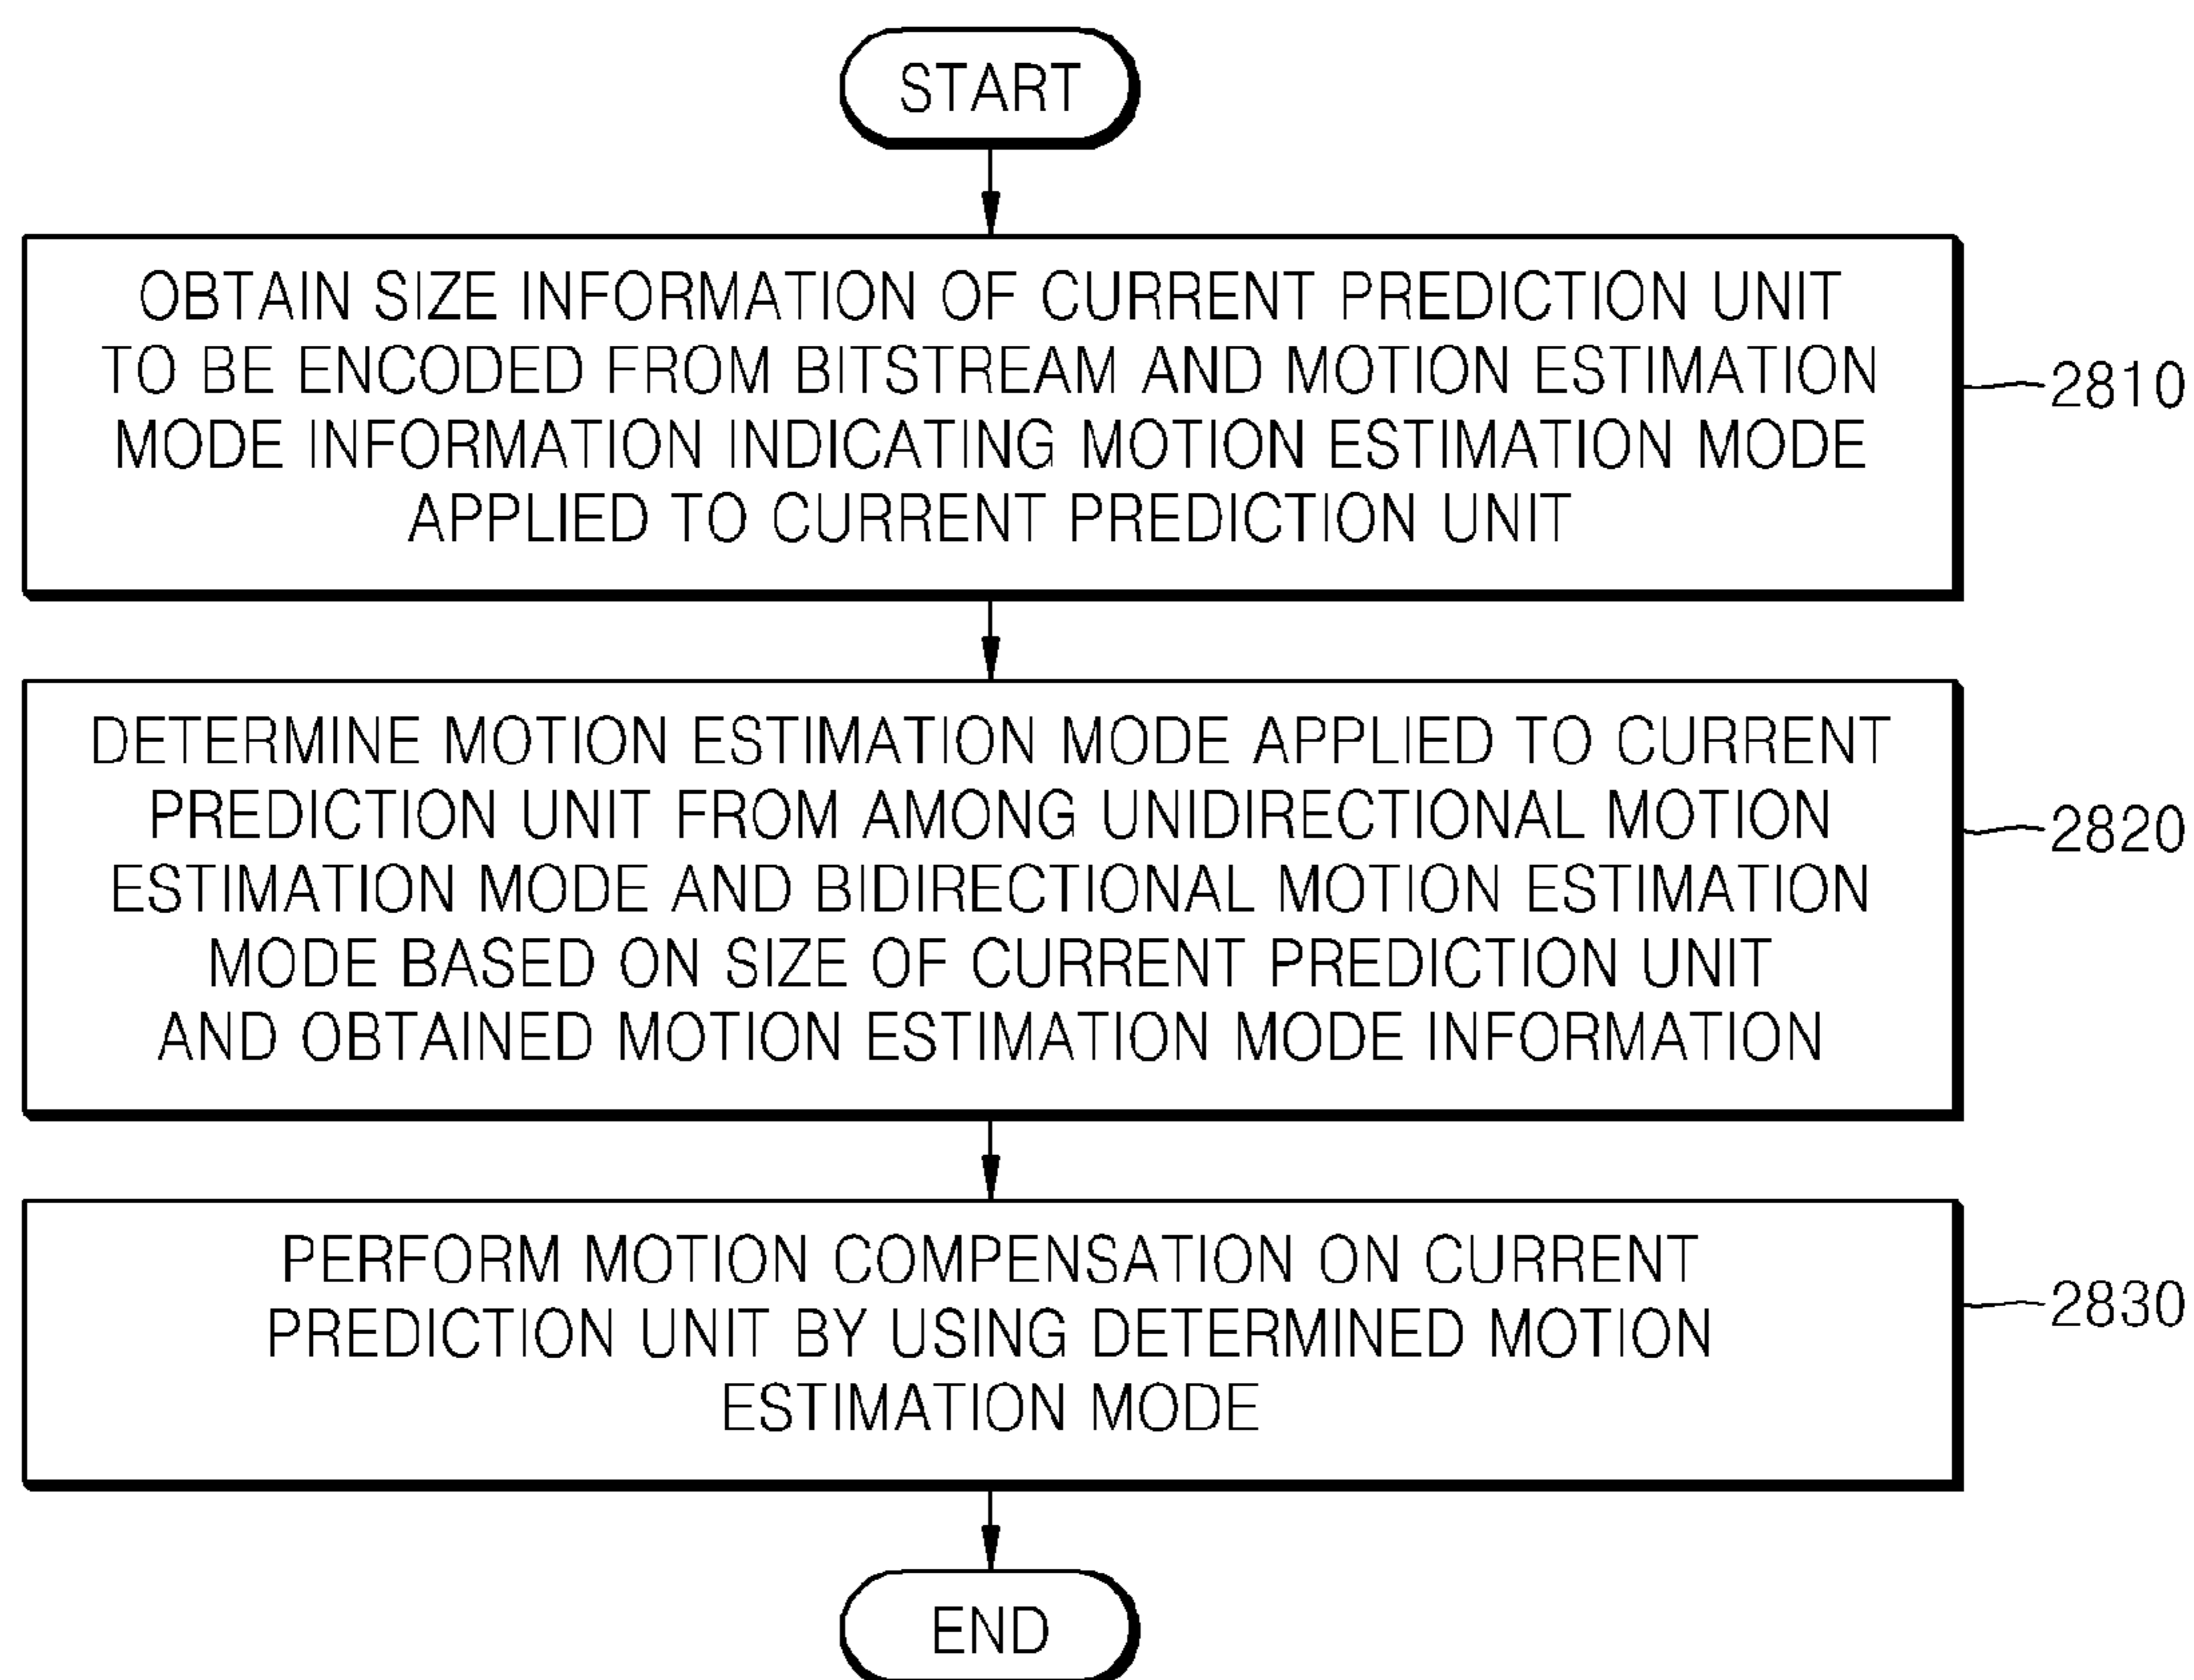 START
OBTAIN SIZE INFORMATION OF CURRENT PREDICTION UNIT
TO BE ENCODED FROM BITSTREAM AND MOTION ESTIMATION
MODE INFORMATION INDICATING MOTION ESTIMATION MODE
APPLIED TO CURRENT PREDICTION UNIT
2810
DETERMINE MOTION ESTIMATION MODE APPLIED TO CURRENT
PREDICTION UNIT FROM AMONG UNIDIRECTIONAL MOTION
ESTIMATION MODE AND BIDIRECTIONAL MOTION ESTIMATION
MODE BASED ON SIZE OF CURRENT PREDICTION UNIT
AND OBTAINED MOTION ESTIMATION MODE INFORMATION
2820
PERFORM MOTION COMPENSATION ON CURRENT
PREDICTION UNIT BY USING DETERMINED MOTION
ESTIMATION MODE
2830
END